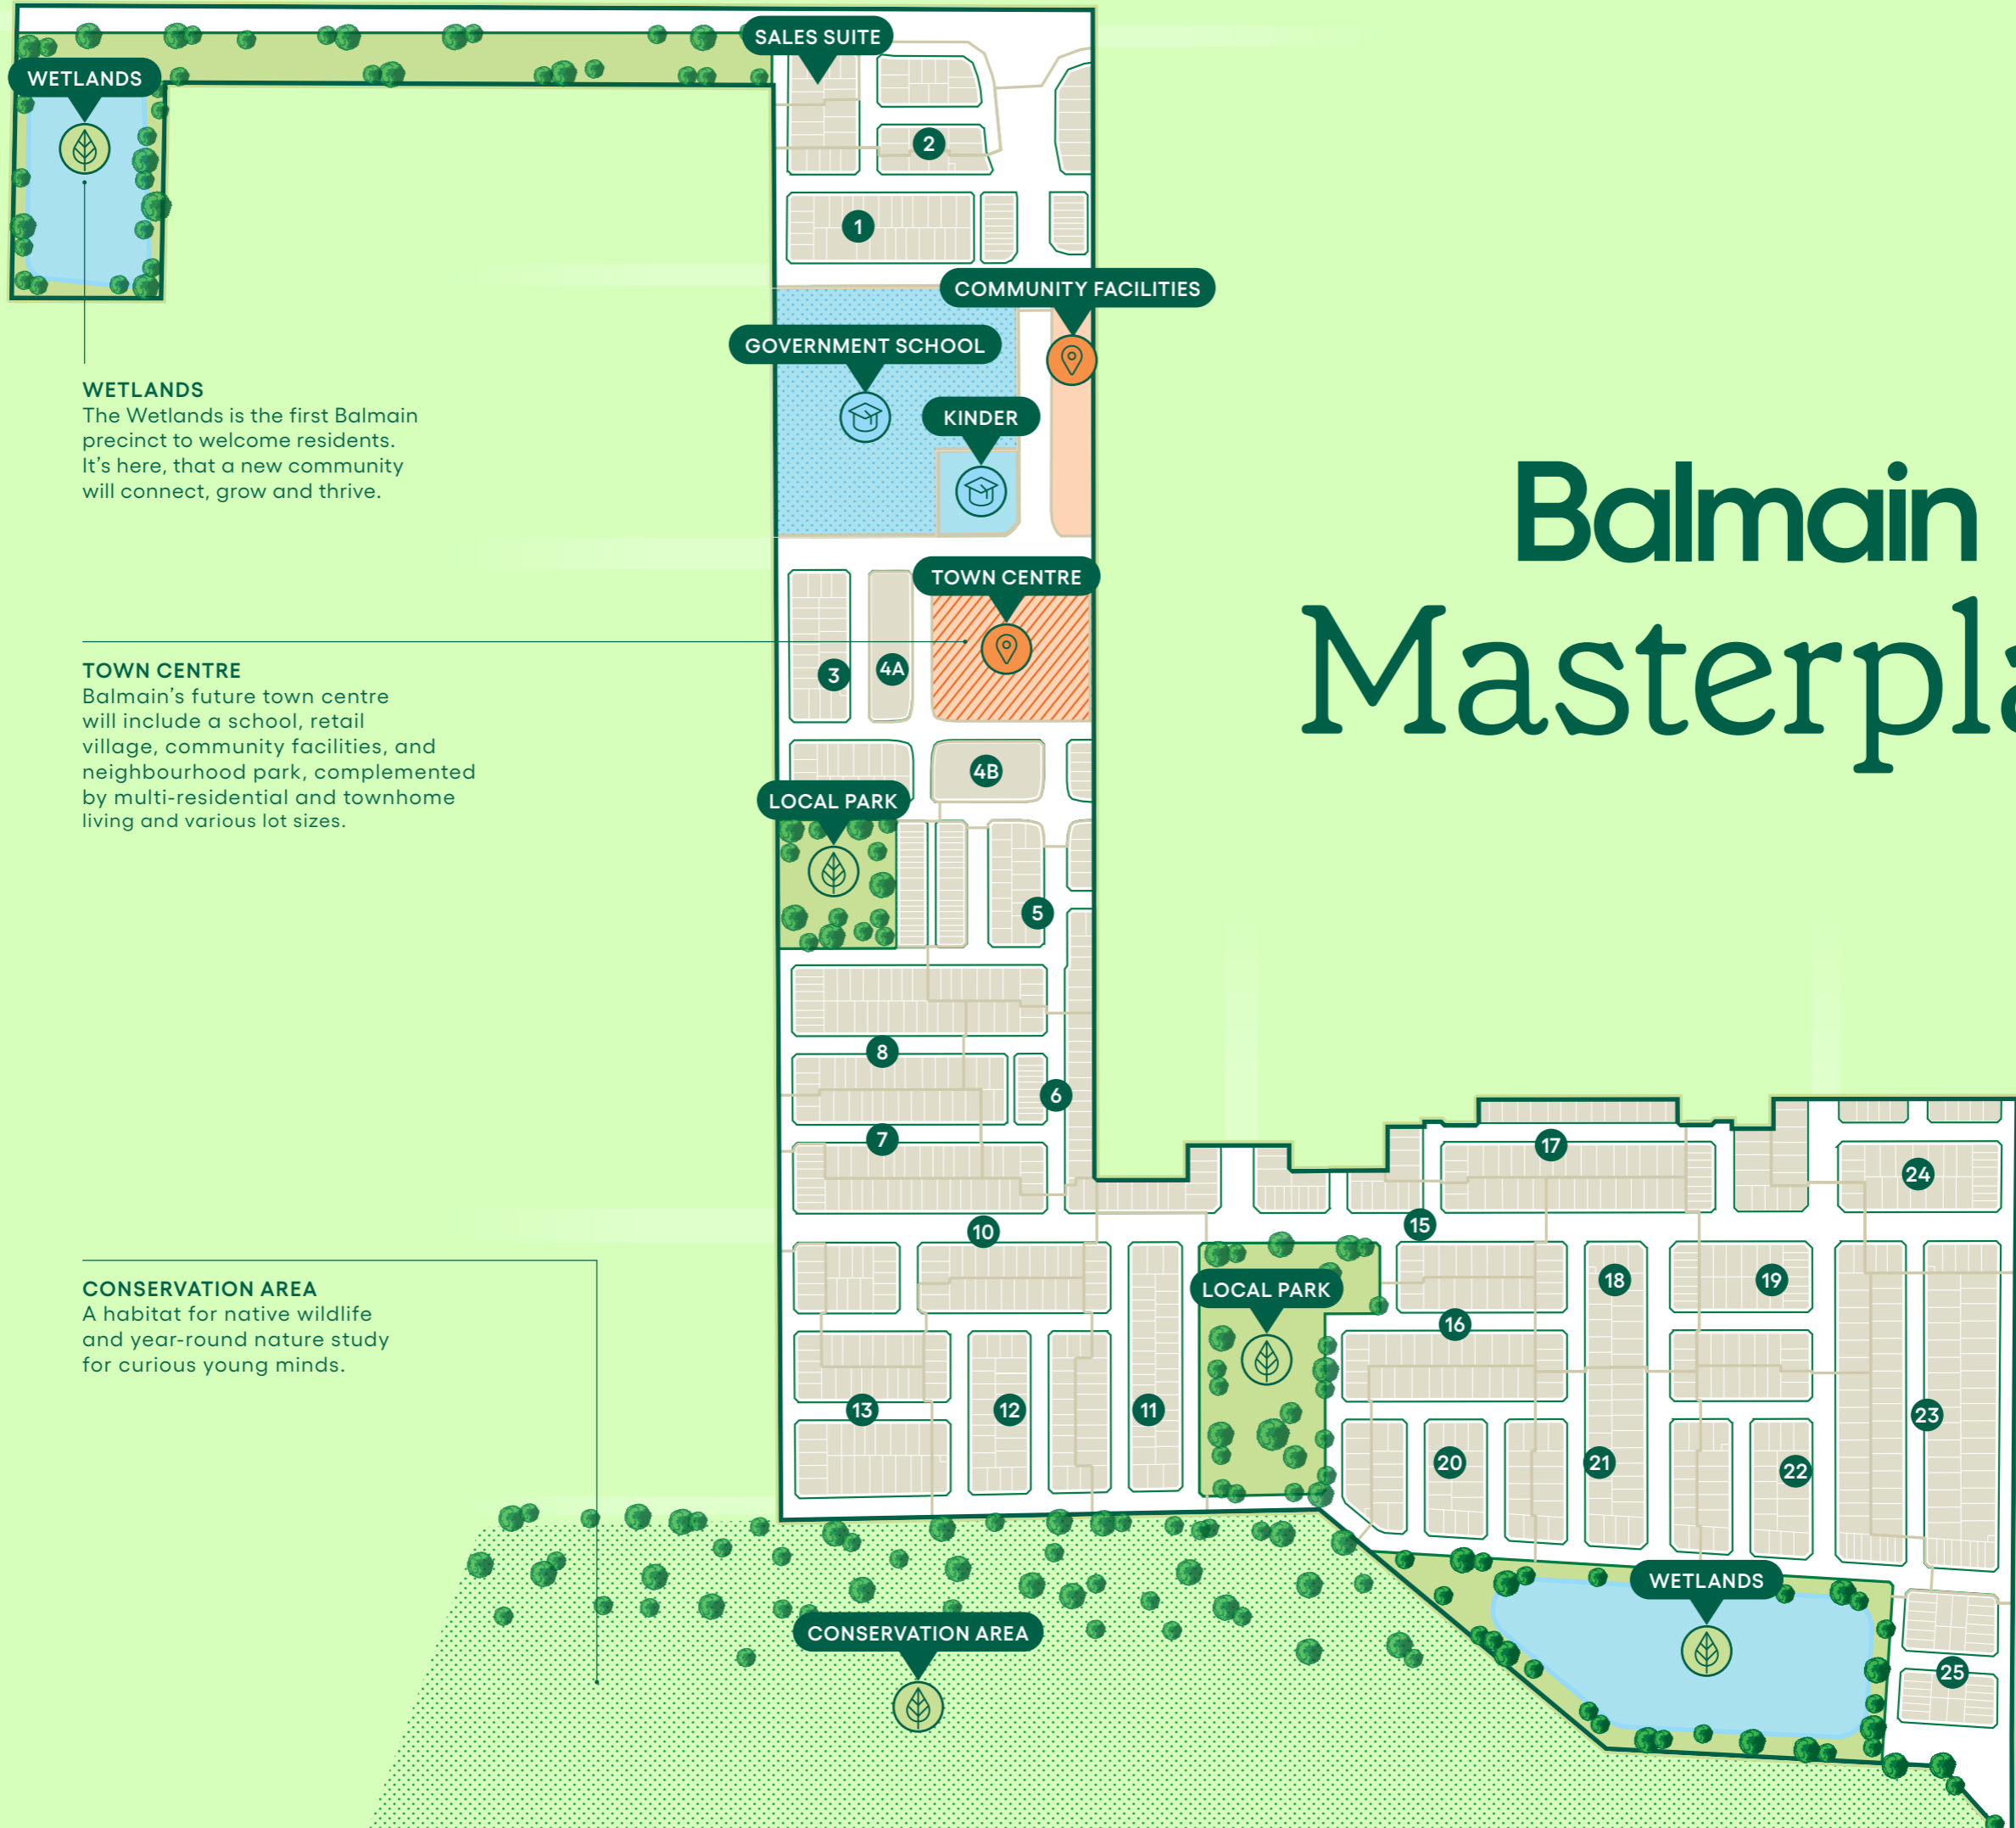 SALES SUITE
WETLANDS
2
1
COMMUNITY FACILITIES
GOVERNMENT SCHOOL
KINDER
WETLANDS
The Wetlands is the first Balmain
precinct to welcome residents.
It's here, that a new community
will connect, grow and thrive.
Balmain
Masterpla
TOWN CENTRE
TOWN CENTRE
Balmain's future town centre
will include a school, retail
village, community facilities, and
neighbourhood park, complemented
by multi-residential and townhome
living and various lot sizes.
3
4A
4B
LOCAL PARK
5
8
6
7
17
24
10
15
CONSERVATION AREA
A habitat for native wildlife
and year-round nature study
for curious young minds.
LOCAL PARK
18
19
16
13
12
11
23
20
21
22
WETLANDS
CONSERVATION AREA
25